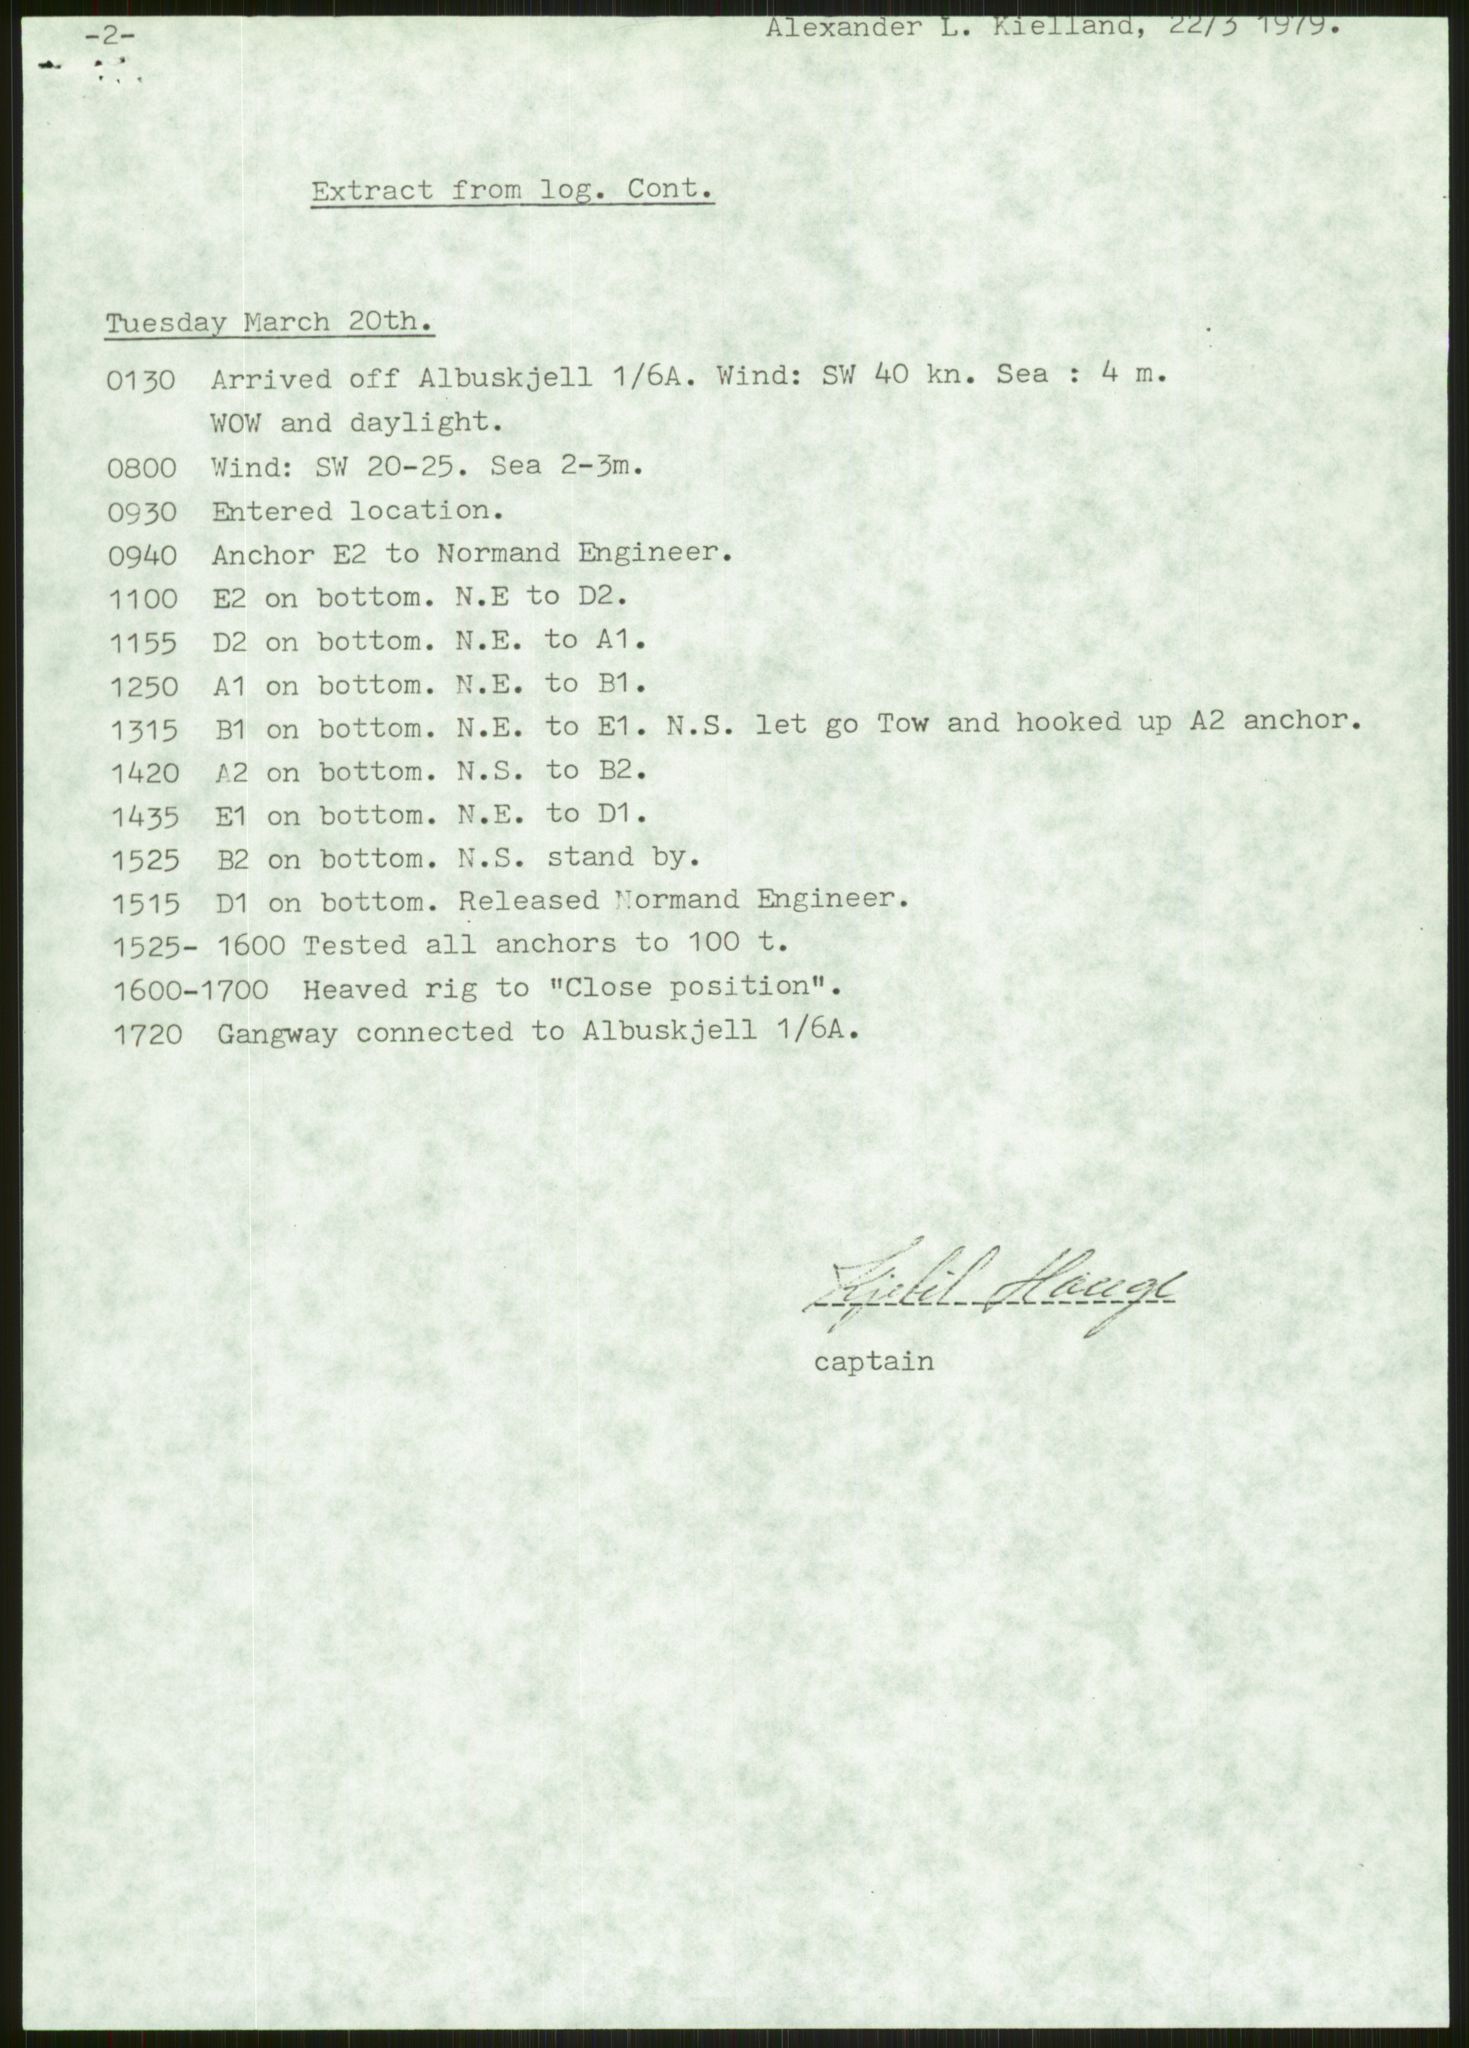 -2-
Alexander L. Kielland, 22/3 1979.
Extract from log. Cont.
Tuesday March 20th.
0130 Arrived off Albuskjell 1/6A. Wind: SW 40 kn. Sea : 4 m.
WOW and daylight.
0800 Wind: SW 20-25. Sea 2-3m.
0930 Entered location.
0940 Anchor E2 to Normand Engineer.
1100 E2 on bottom. N.E to D2.
1155 D2 on bottom. N.E. to A1.
1250 A1 on bottom. N.E. to B1.
1315 B1 on bottom. N.E. to E1. N.S. let go Tow and hooked up A2 anchor.
1420 A2 on bottom. N.S. to B2.
1435 E1 on bottom. N.E. to D1.
1525 B2 on bottom. N.S. stand by.
1515 D1 on bottom. Released Normand Engineer.
1525- 1600 Tested all anchors to 100 t.
1600-1700 Heaved rig to "Close position".
1720 Gangway connected to Albuskjell 1/6A.
Kjetil Hauge
captain